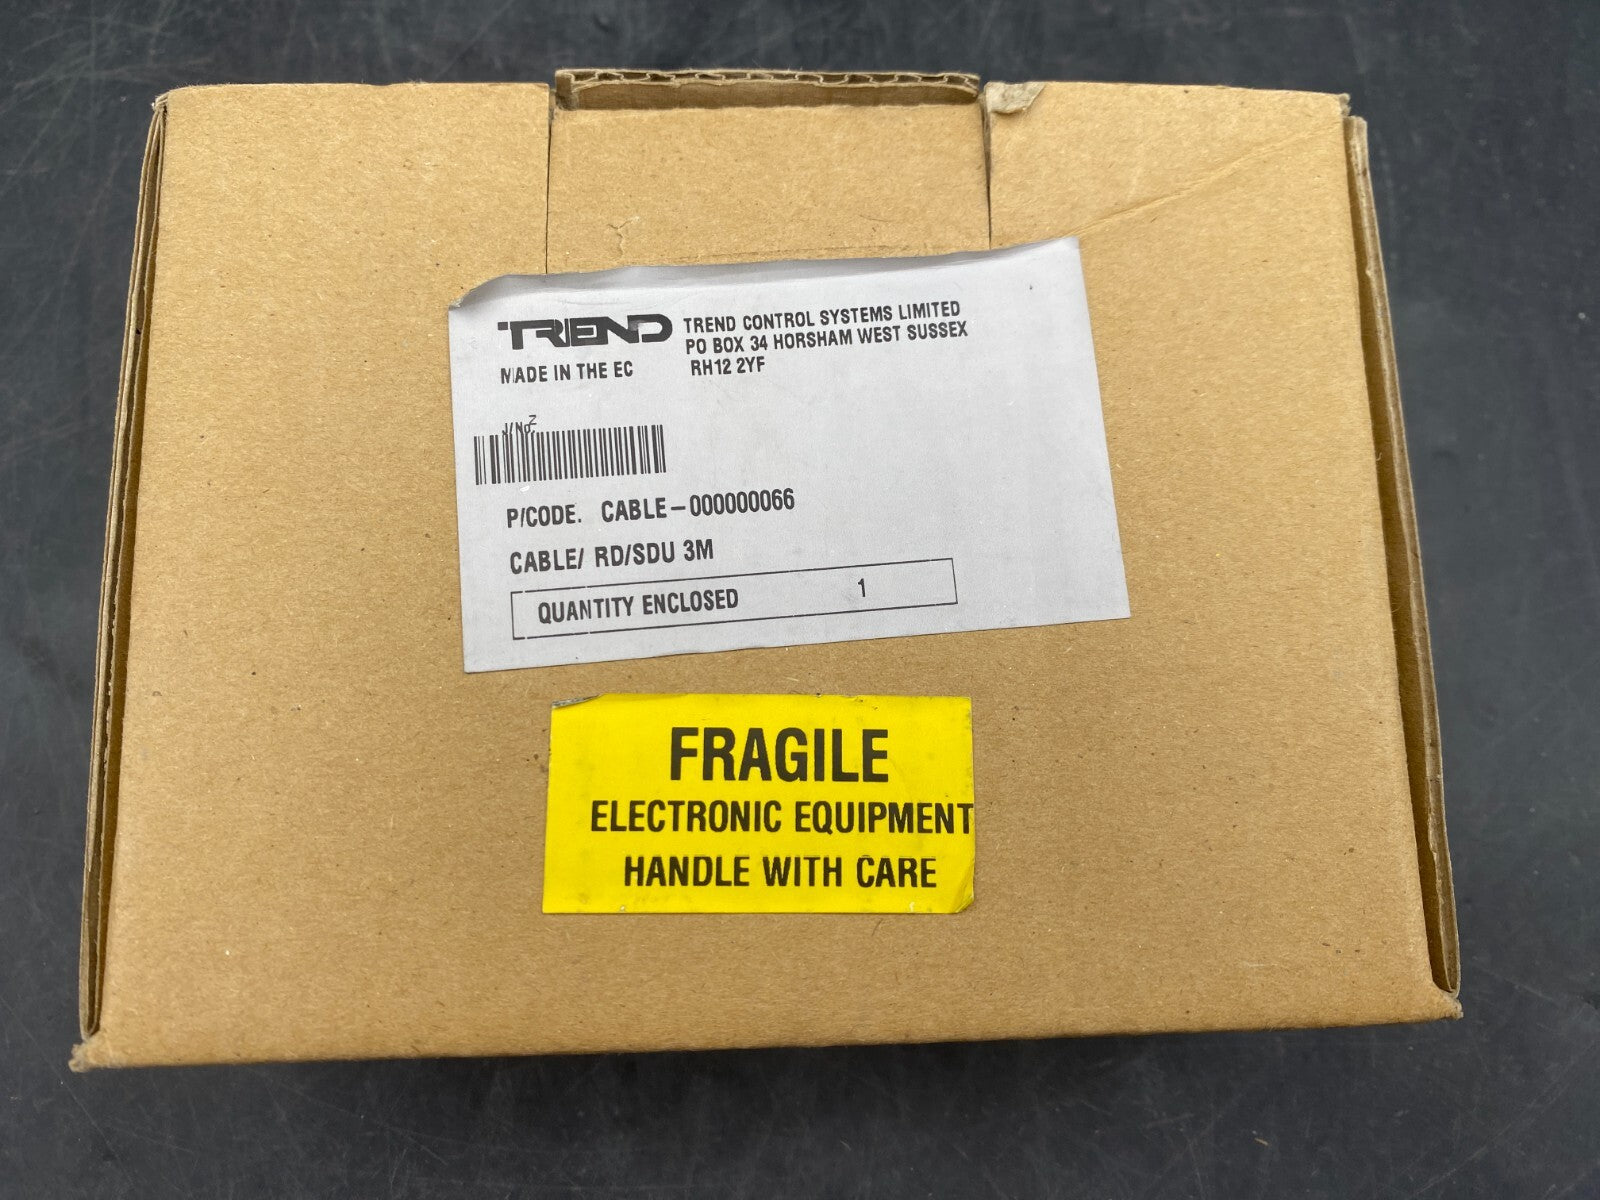 TREND
TREND CONTROL SYSTEMS LIMITED
PO BOX 34 HORSHAM WEST SUSSEX
RH12 2YF
MADE IN THE EC
P/CODE. CABLE-000000066
CABLE/ RD/SDU 3M
QUANTITY ENCLOSED 1
FRAGILE
ELECTRONIC EQUIPMENT
HANDLE WITH CARE